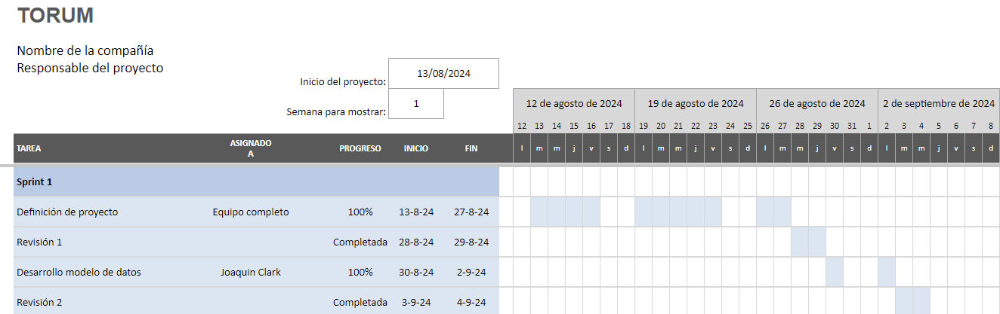 TORUM
Nombre de la compañía
Responsable del proyecto
Inicio del proyecto: 13/08/2024
Semana para mostrar: 1
12 de agosto de 2024 19 de agosto de 2024 26 de agosto de 2024 2 de septiembre de 2024
12 13 14 15 16 17 18 19 20 21 22 23 24 25 26 27 28 29 30 31 1 2 3 4 5 6 7 8
TAREA ASIGNADO A PROGRESO INICIO FIN l m m j v s d l m m j v s d l m m j v s d l m m j v s d
Sprint 1
Definición de proyecto Equipo completo 100% 13-8-24 27-8-24
Revisión 1 Completada 28-8-24 29-8-24
Desarrollo modelo de datos Joaquin Clark 100% 30-8-24 2-9-24
Revisión 2 Completada 3-9-24 4-9-24